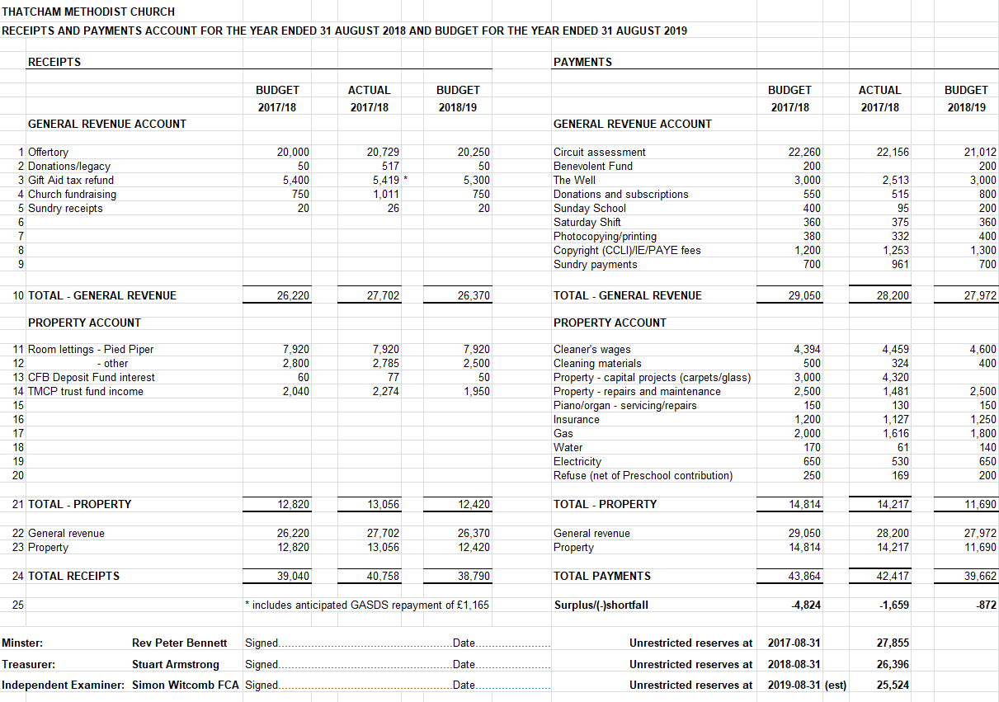 THATCHAM METHODIST CHURCH
RECEIPTS AND PAYMENTS ACCOUNT FOR THE YEAR ENDED 31 AUGUST 2018 AND BUDGET FOR THE YEAR ENDED 31 AUGUST 2019
RECEIPTS PAYMENTS
BUDGET ACTUAL BUDGET BUDGET ACTUAL BUDGET
2017/18 2017/18 2018/19 2017/18 2017/18 2018/19
GENERAL REVENUE ACCOUNT GENERAL REVENUE ACCOUNT
1 Offertory 20,000 20,729 20,250 Circuit assessment 22,260 22,156 21,012
2 Donations/legacy 50 517 50 Benevolent Fund 200 200
3 Gift Aid tax refund 5,400 5,419 * 5,300 The Well 3,000 2,513 3,000
4 Church fundraising 750 1,011 750 Donations and subscriptions 550 515 800
5 Sundry receipts 20 26 20 Sunday School 400 95 200
6 Saturday Shift 360 375 360
7 Photocopying/printing 380 332 400
8 Copyright (CCLI)/IE/PAYE fees 1,200 1,253 1,300
9 Sundry payments 700 961 700
10 TOTAL - GENERAL REVENUE 26,220 27,702 26,370 TOTAL - GENERAL REVENUE 29,050 28,200 27,972
PROPERTY ACCOUNT PROPERTY ACCOUNT
11 Room lettings - Pied Piper 7,920 7,920 7,920 Cleaner's wages 4,394 4,459 4,600
12 - other 2,800 2,785 2,500 Cleaning materials 500 324 400
13 CFB Deposit Fund interest 60 77 50 Property - capital projects (carpets/glass) 3,000 4,320
14 TMCP trust fund income 2,040 2,274 1,950 Property - repairs and maintenance 2,500 1,481 2,500
15 Piano/organ - servicing/repairs 150 130 150
16 Insurance 1,200 1,127 1,250
17 Gas 2,000 1,616 1,800
18 Water 170 61 140
19 Electricity 650 530 650
20 Refuse (net of Preschool contribution) 250 169 200
21 TOTAL - PROPERTY 12,820 13,056 12,420 TOTAL - PROPERTY 14,814 14,217 11,690
22 General revenue 26,220 27,702 26,370 General revenue 29,050 28,200 27,972
23 Property 12,820 13,056 12,420 Property 14,814 14,217 11,690
24 TOTAL RECEIPTS 39,040 40,758 38,790 TOTAL PAYMENTS 43,864 42,417 39,662
25 * includes anticipated GASDS repayment of £1,165 Surplus/(-)shortfall -4,824 -1,659 -872
Minster: Rev Peter Bennett Signed...............................................................Date........................... Unrestricted reserves at 2017-08-31 27,855
Treasurer: Stuart Armstrong Signed...............................................................Date........................... Unrestricted reserves at 2018-08-31 26,396
Independent Examiner: Simon Witcomb FCA Signed...............................................................Date........................... Unrestricted reserves at 2019-08-31 (est) 25,524